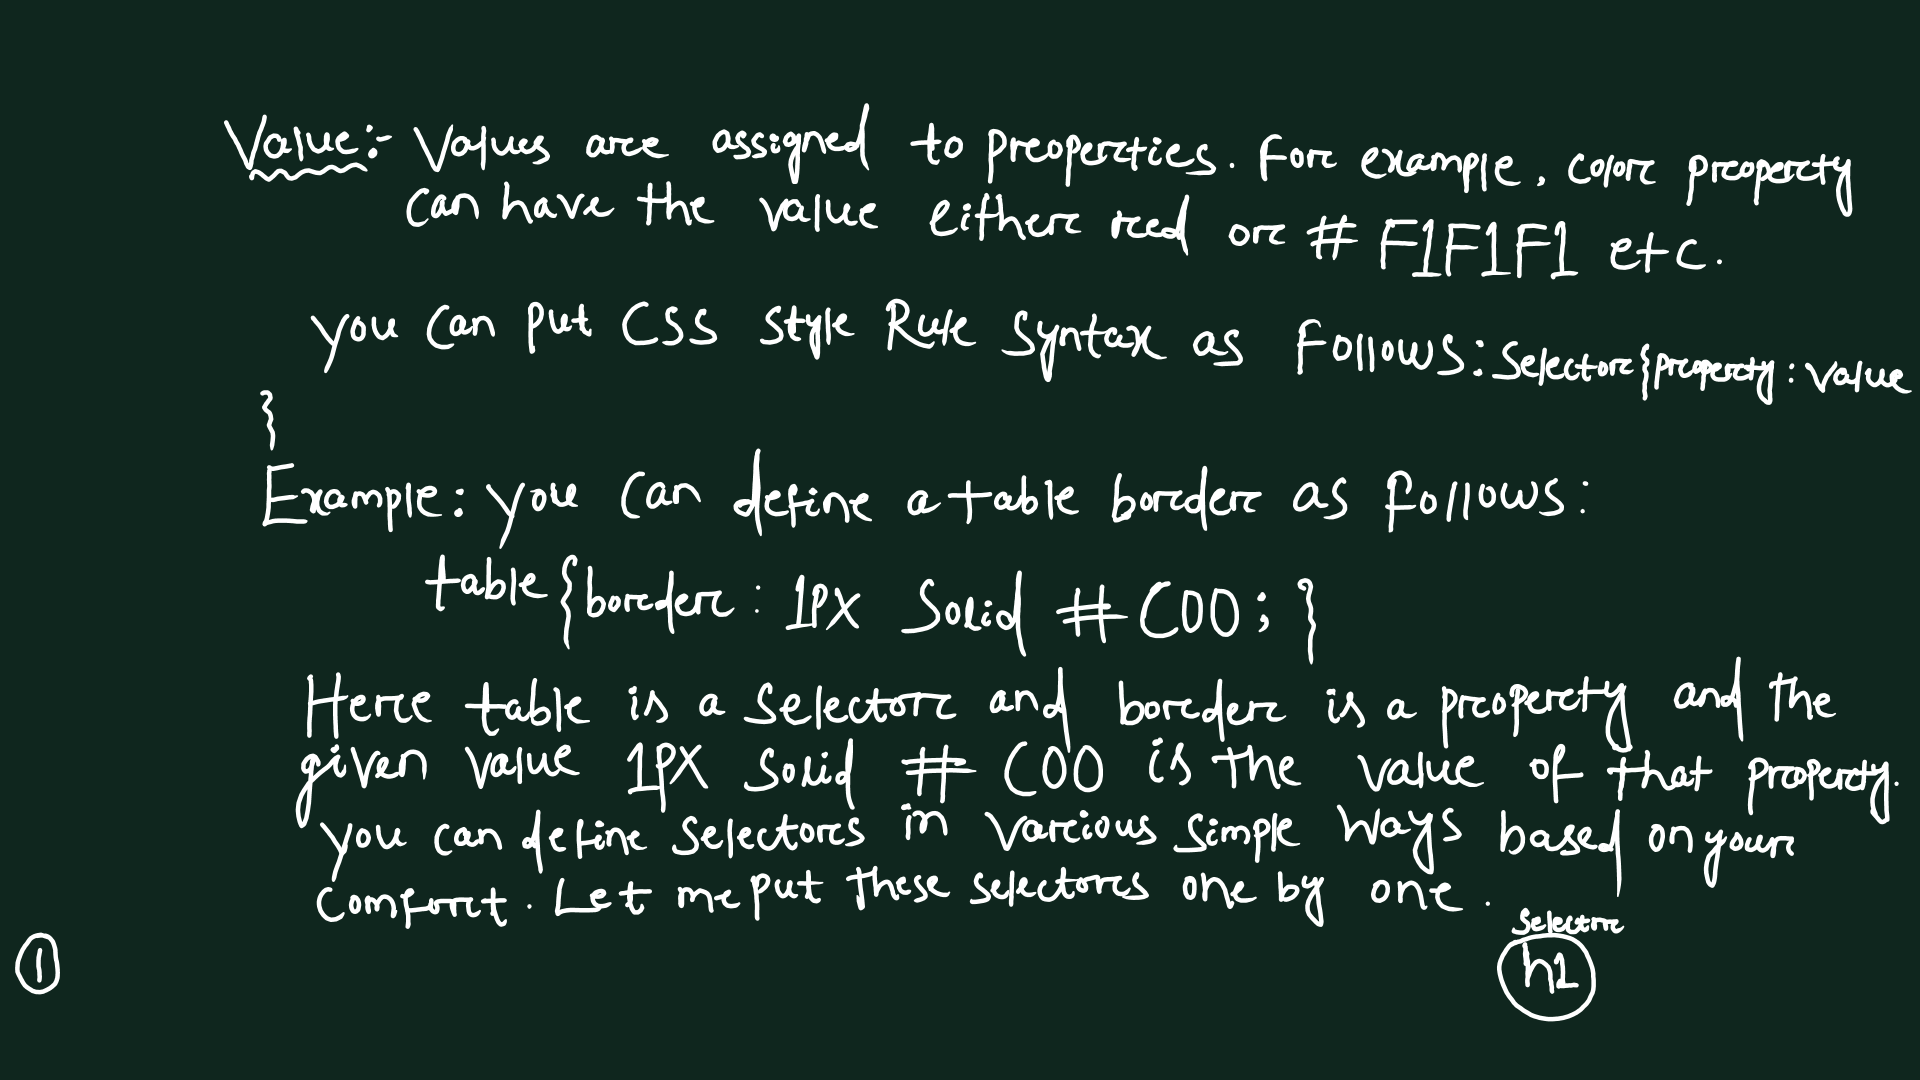 Value:- Values are assigned to properties. For example, color property
can have the value either red or #F1F1F1 etc.
you can put CSS Style Rule Syntax as follows: Selector{property:value
}
Example: you can define a table border as follows:
table{border: 1PX Solid #C00;}
Here table is a selector and border is a property and the
given value 1PX Solid #C00 is the value of that property.
you can define selectors in various simple ways based on your
comfort. Let me put these selectors one by one.
Selector
h1
1